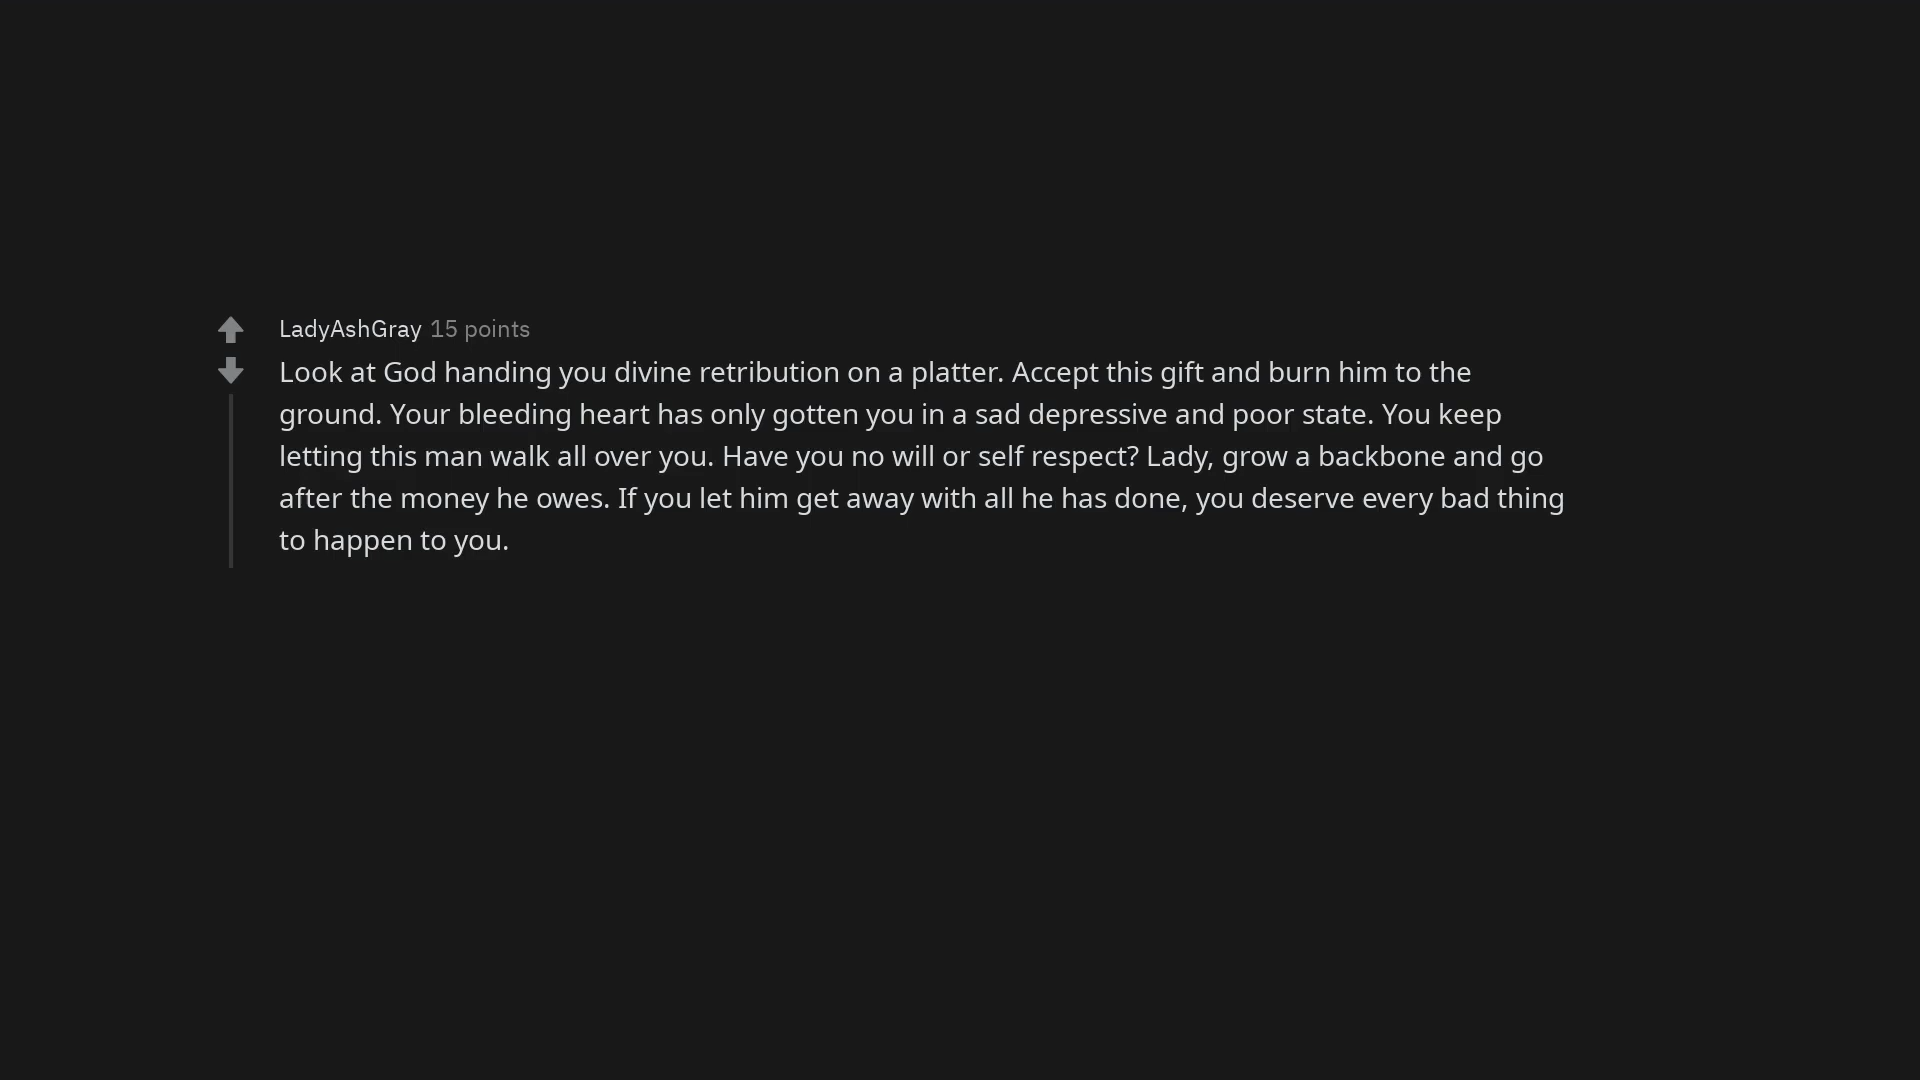 LadyAshGray 15 points
Look at God handing you divine retribution on a platter. Accept this gift and burn him to the
ground. Your bleeding heart has only gotten you in a sad depressive and poor state. You keep
letting this man walk all over you. Have you no will or self respect? Lady, grow a backbone and go
after the money he owes. If you let him get away with all he has done, you deserve every bad thing
to happen to you.